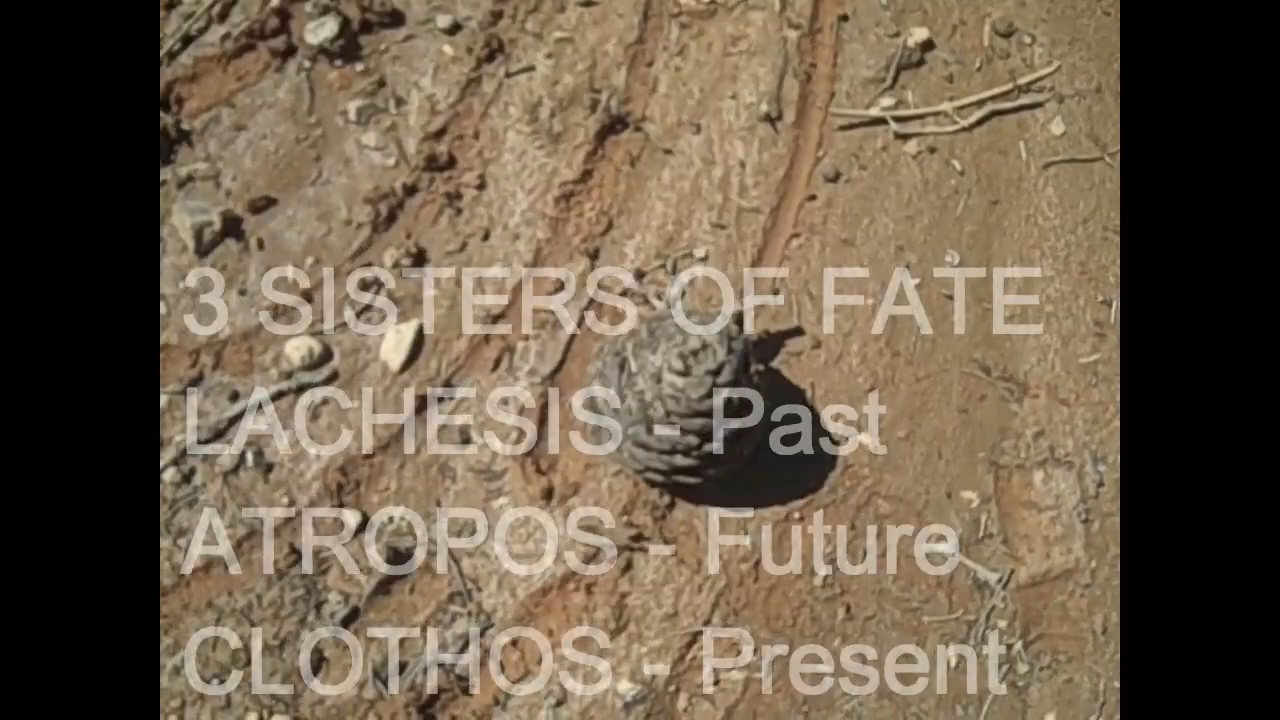 3 SISTERS OF FATE
LACHESIS - Past
ATROPOS - Future
CLOTHOS - Present